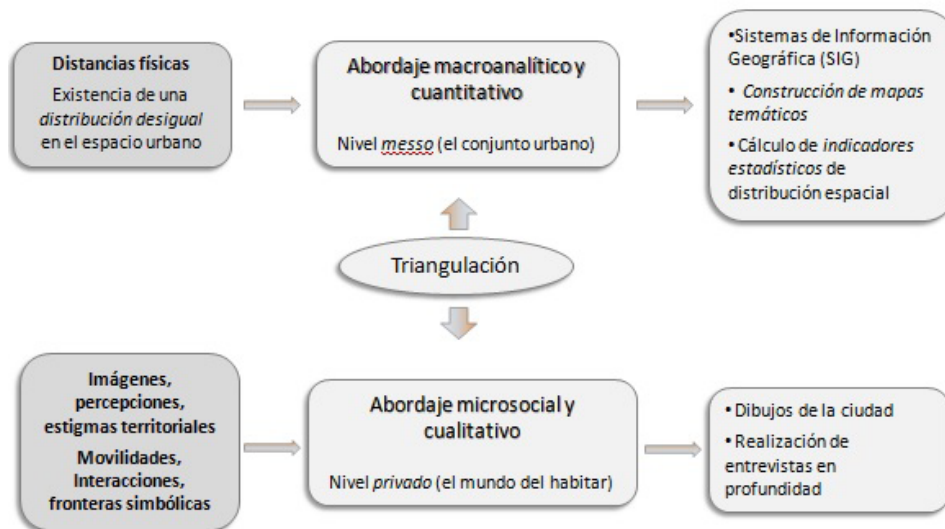 Distancias físicas
Existencia de una
distribución desigual
en el espacio urbano
Abordaje macroanalítico y
cuantitativo
Nivel messo (el conjunto urbano)
•Sistemas de Información
Geográfica (SIG)
• Construcción de mapas
temáticos
• Cálculo de indicadores
estadísticos de
distribución espacial
Triangulación
Imágenes,
percepciones,
estigmas territoriales
Movilidades,
Interacciones,
fronteras simbólicas
Abordaje microsocial y
cualitativo
Nivel privado (el mundo del habitar)
• Dibujos de la ciudad
• Realización de
entrevistas en
profundidad